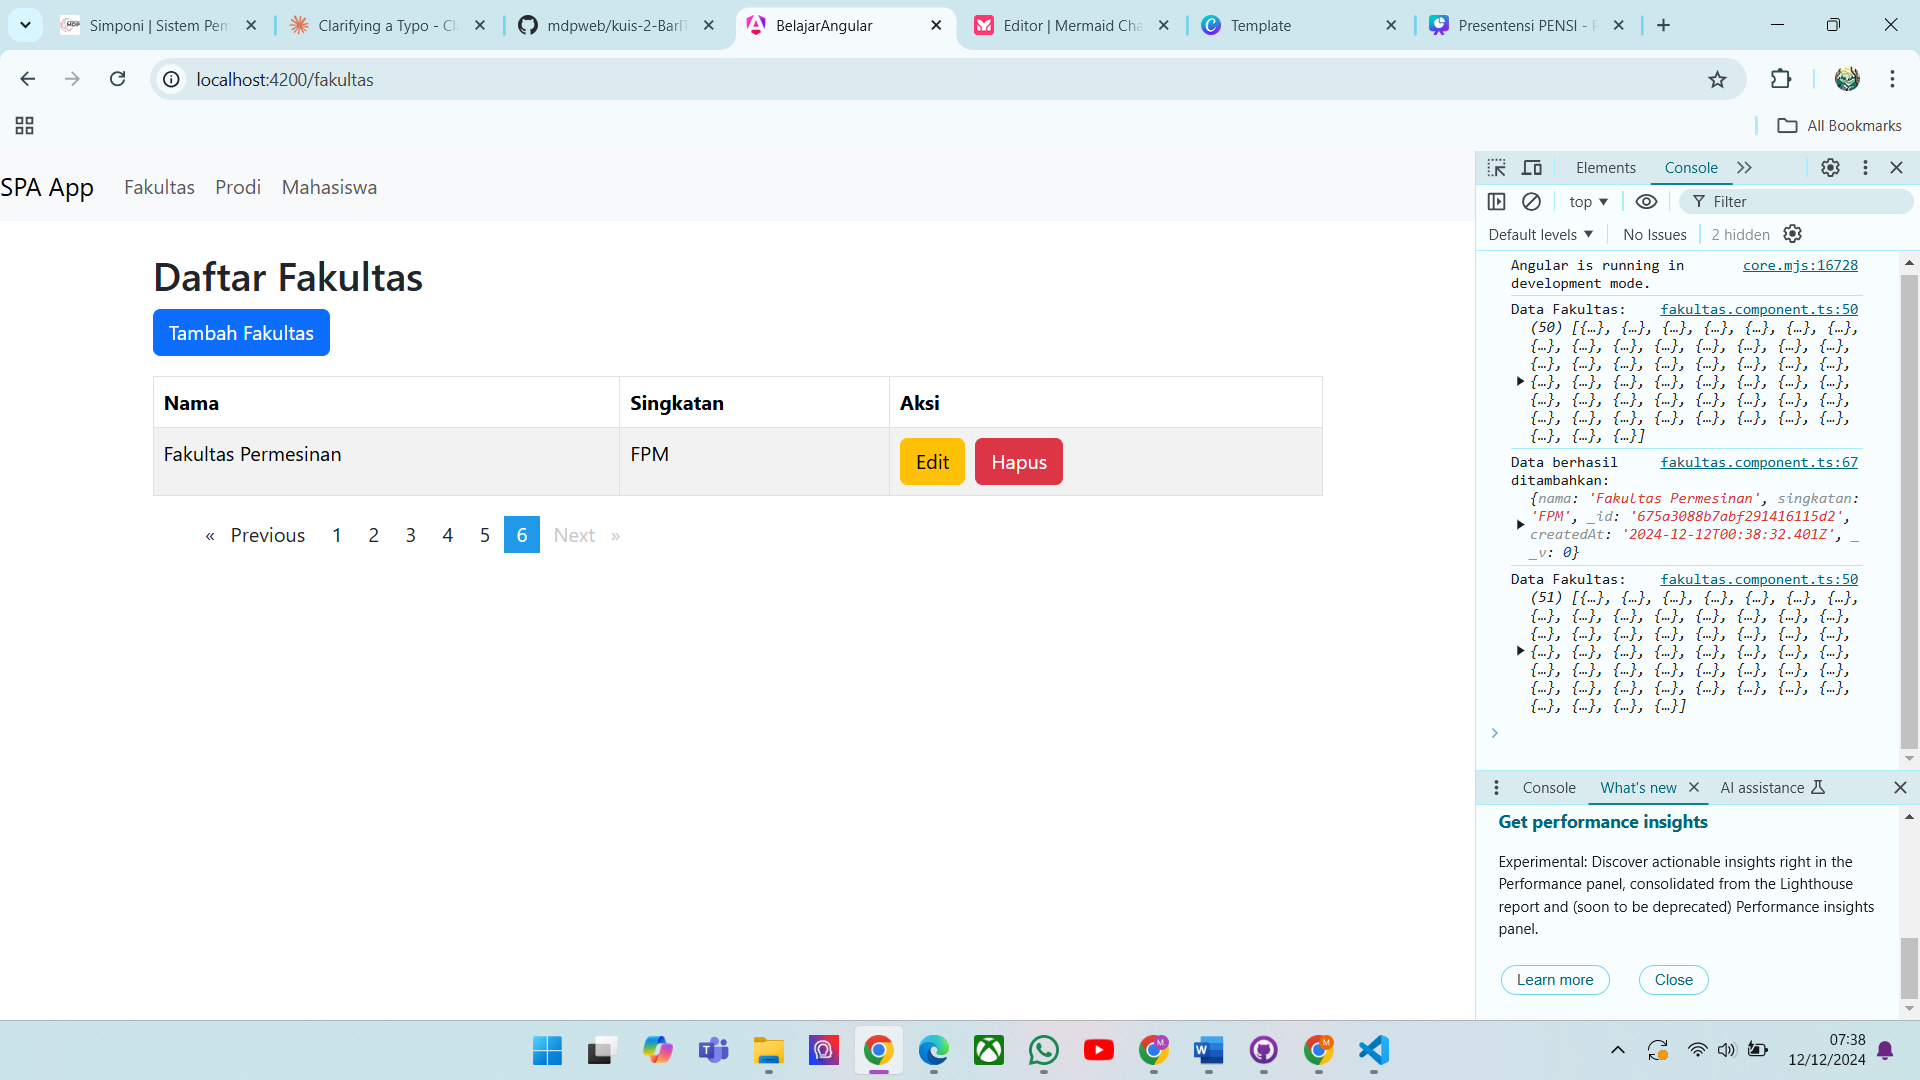 Simponi | Sistem Pem
Clarifying a Typo - Cl
mdpweb/kuis-2-BarIT
BelajarAngular
Editor | Mermaid Cha
Template
Presentensi PENSI - P
localhost:4200/fakultas
All Bookmarks
SPA App
Fakultas
Prodi
Mahasiswa
Daftar Fakultas
Tambah Fakultas
Nama
Singkatan
Aksi
Fakultas Permesinan
FPM
Edit
Hapus
« Previous 1 2 3 4 5 6 Next »
Elements
Console
top
Filter
Default levels
No Issues
2 hidden
Angular is running in core.mjs:16728
development mode.
Data Fakultas: fakultas.component.ts:50
(50) [{…}, {…}, {…}, {…}, {…}, {…}, {…},
{…}, {…}, {…}, {…}, {…}, {…}, {…}, {…},
{…}, {…}, {…}, {…}, {…}, {…}, {…}, {…},
{…}, {…}, {…}, {…}, {…}, {…}, {…}, {…},
{…}, {…}, {…}, {…}, {…}, {…}, {…}, {…},
{…}, {…}, {…}, {…}, {…}, {…}, {…}, {…},
{…}, {…}, {…}]
Data berhasil fakultas.component.ts:67
ditambahkan:
{nama: 'Fakultas Permesinan', singkatan:
'FPM', _id: '675a3088b7abf291416115d2',
createdAt: '2024-12-12T00:38:32.401Z', _
_v: 0}
Data Fakultas: fakultas.component.ts:50
(51) [{…}, {…}, {…}, {…}, {…}, {…}, {…},
{…}, {…}, {…}, {…}, {…}, {…}, {…}, {…},
{…}, {…}, {…}, {…}, {…}, {…}, {…}, {…},
{…}, {…}, {…}, {…}, {…}, {…}, {…}, {…},
{…}, {…}, {…}, {…}, {…}, {…}, {…}, {…},
{…}, {…}, {…}, {…}, {…}, {…}, {…}, {…},
{…}, {…}, {…}, {…}]
Console
What's new
AI assistance
Get performance insights
Experimental: Discover actionable insights right in the
Performance panel, consolidated from the Lighthouse
report and (soon to be deprecated) Performance insights
panel.
Learn more
Close
07:38
12/12/2024